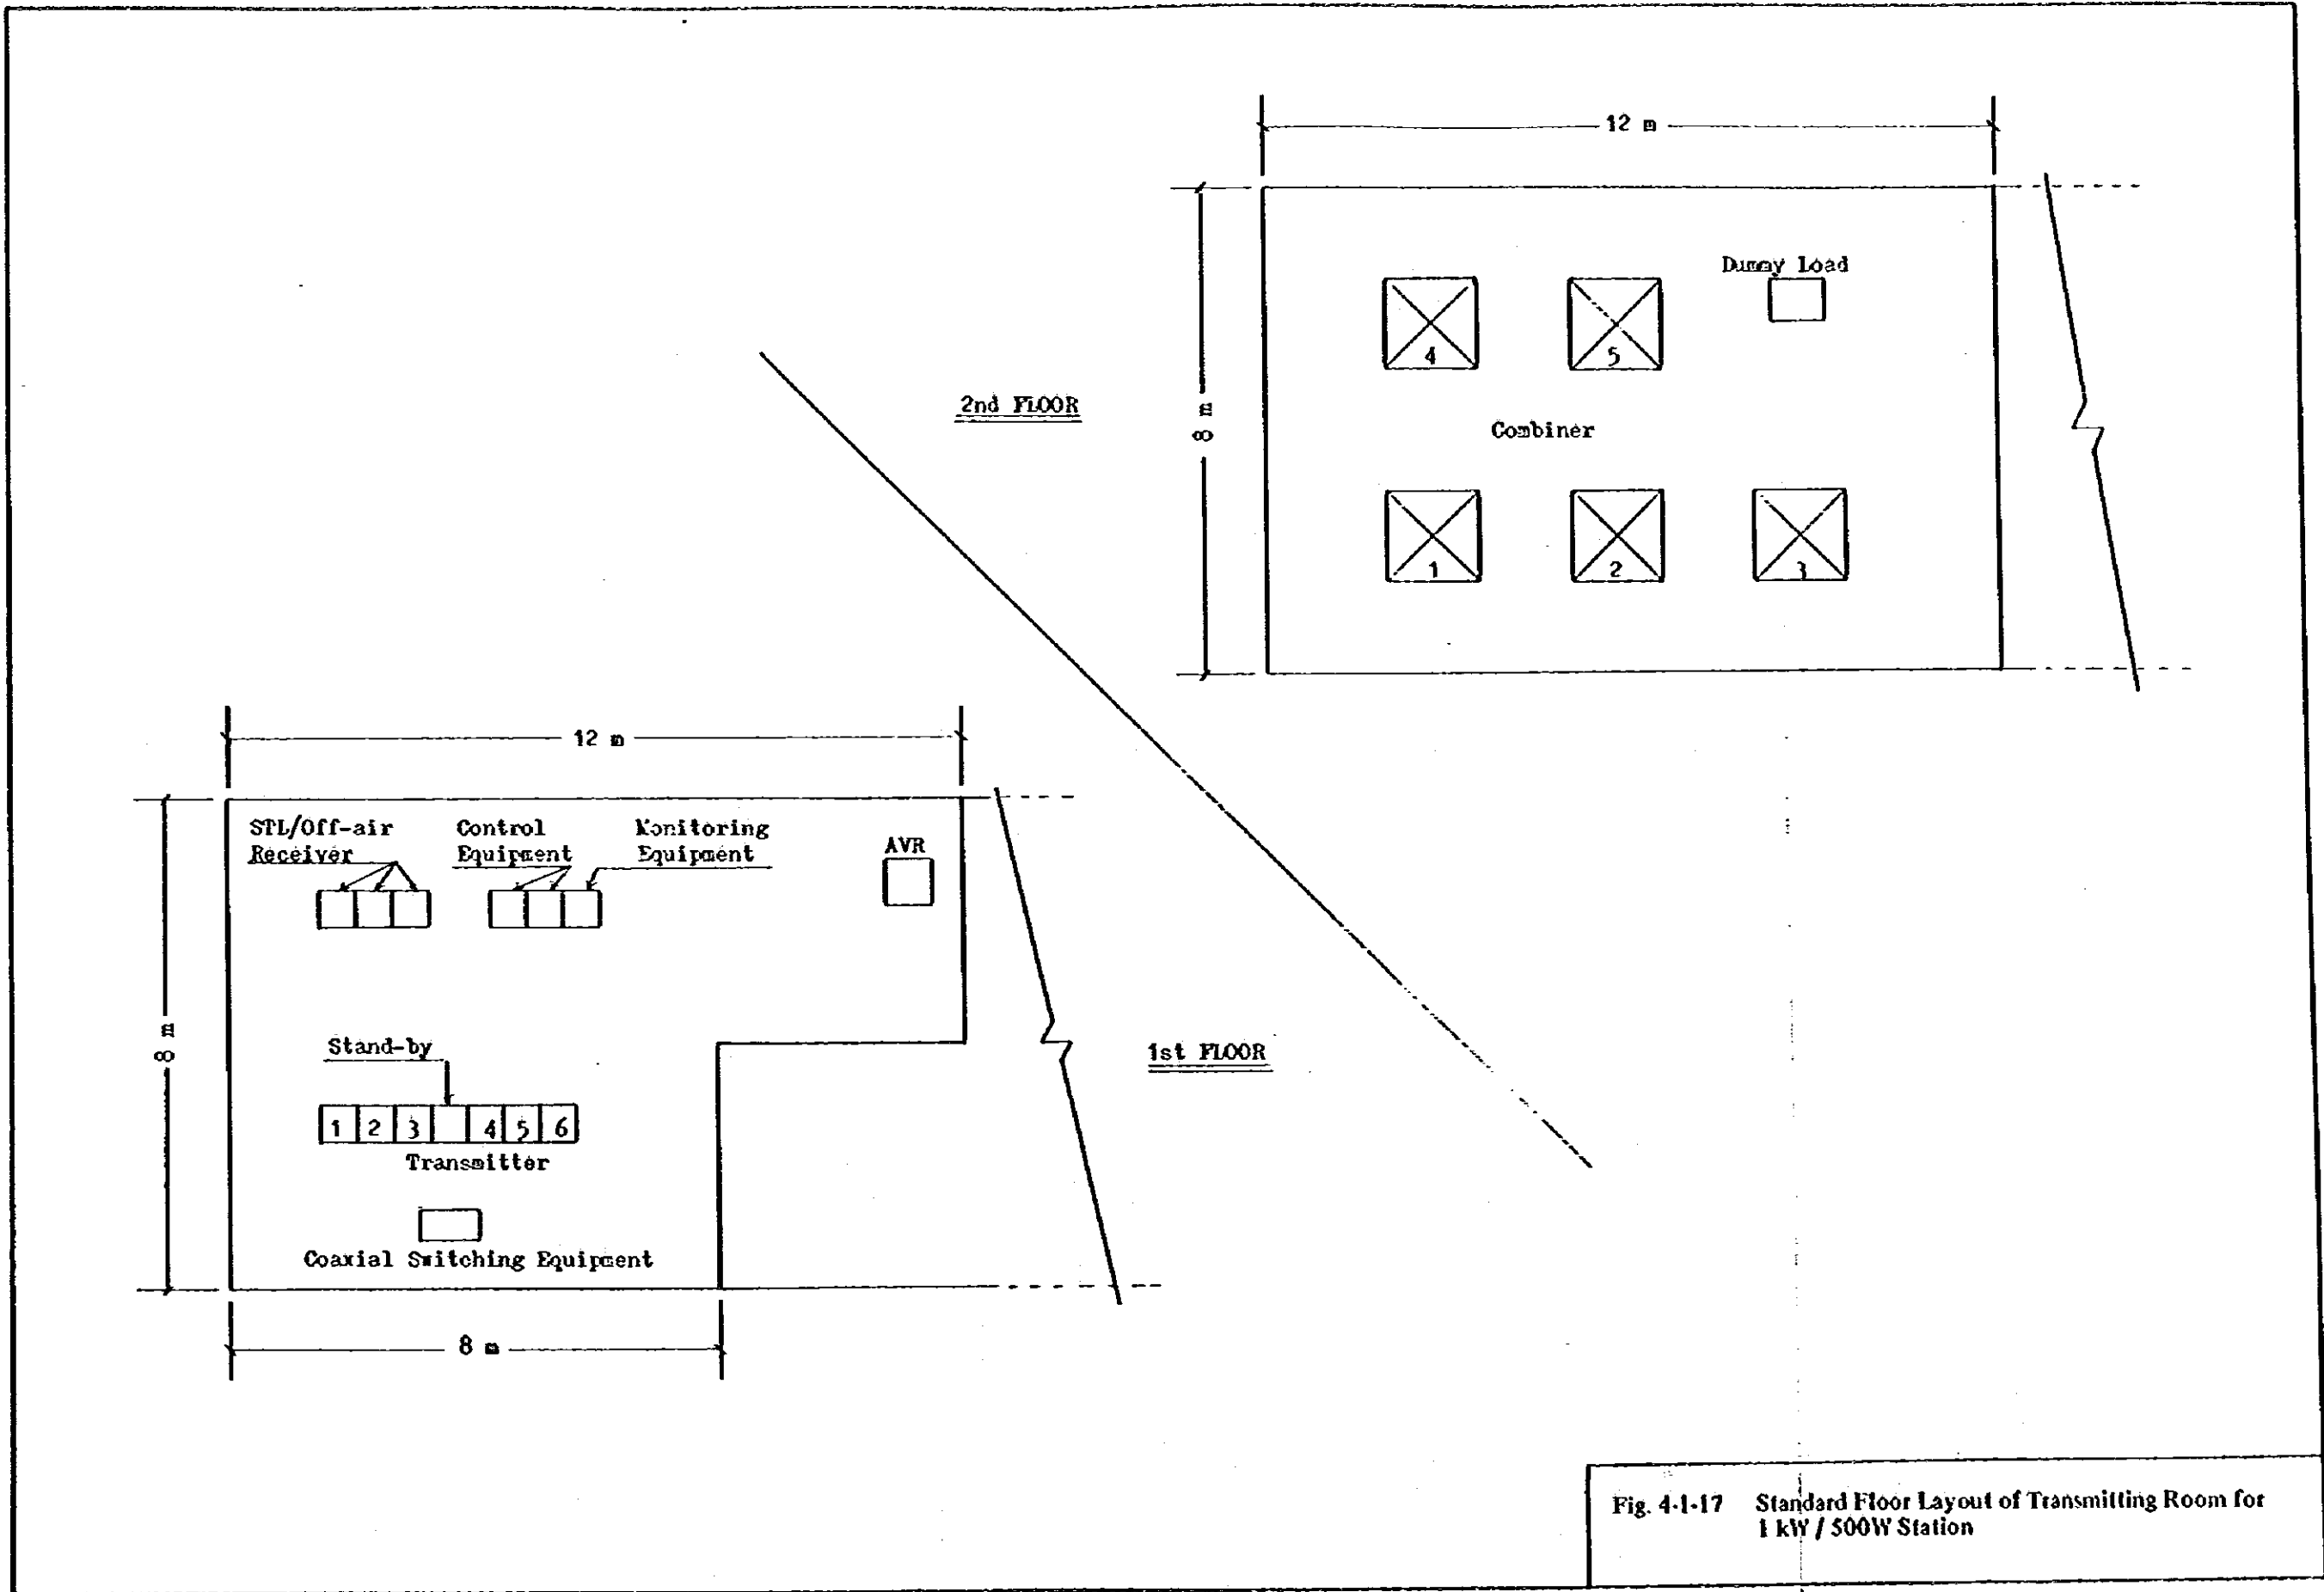 12 m
8 m
2nd FLOOR
Dummy Load
4
5
Combiner
1
2
3
12 m
8 m
STL/Off-air
Receiver
Control
Equipment
Monitoring
Equipment
AVR
Stand-by
1 2 3 4 5 6
Transmitter
Coaxial Switching Equipment
8 m
1st FLOOR
Fig. 4-1-17 Standard Floor Layout of Transmitting Room for
1 kW / 500W Station